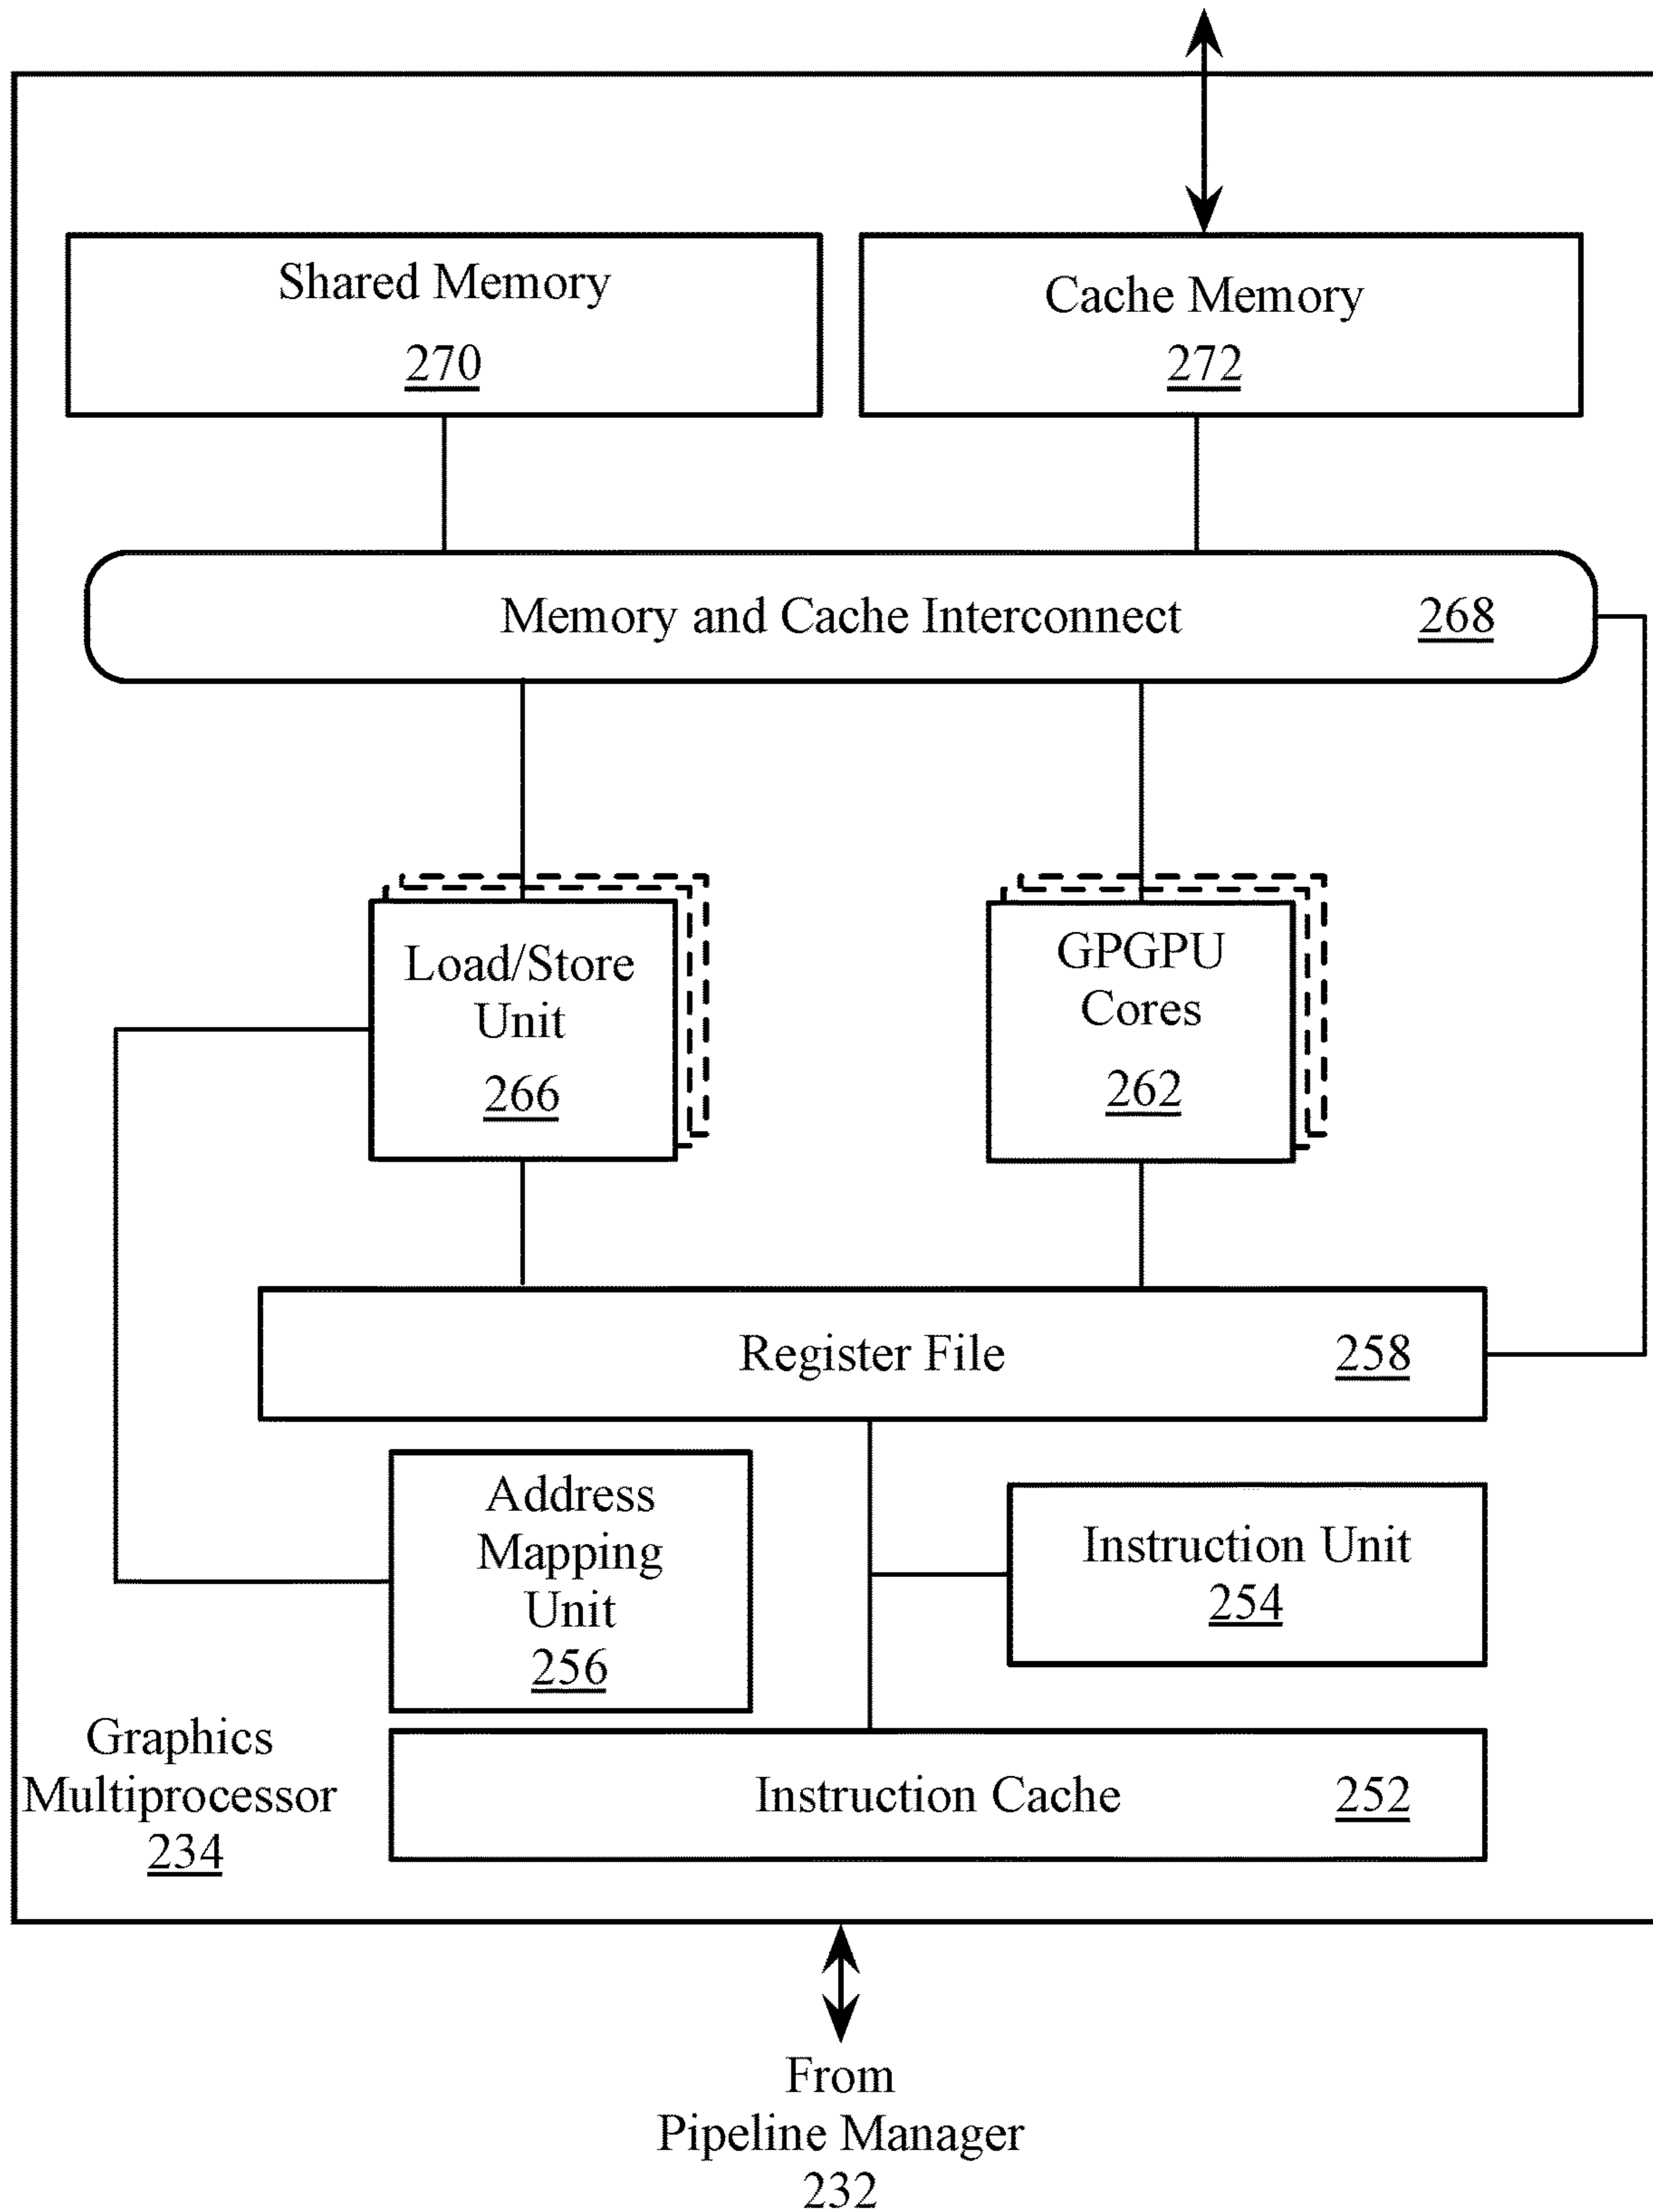 Shared Memory
270
Cache Memory
272
Memory and Cache Interconnect 268
Load/Store
Unit
266
GPGPU
Cores
262
Register File 258
Address
Mapping
Unit
256
Instruction Unit
254
Graphics
Multiprocessor
234
Instruction Cache 252
From
Pipeline Manager
232